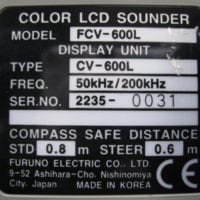 COLOR LCD SOUNDER
MODEL FCV-600L
DISPLAY UNIT
TYPE CV-600L
FREQ. 50kHz/200kHz
SER.NO. 2235-0031
COMPASS SAFE DISTANCE
STD 0.8 m STEER 0.6 m
FURUNO ELECTRIC CO., LTD.
9-52 Ashihara-Cho. Nishinomiya
City. Japan MADE IN KOREA
CE